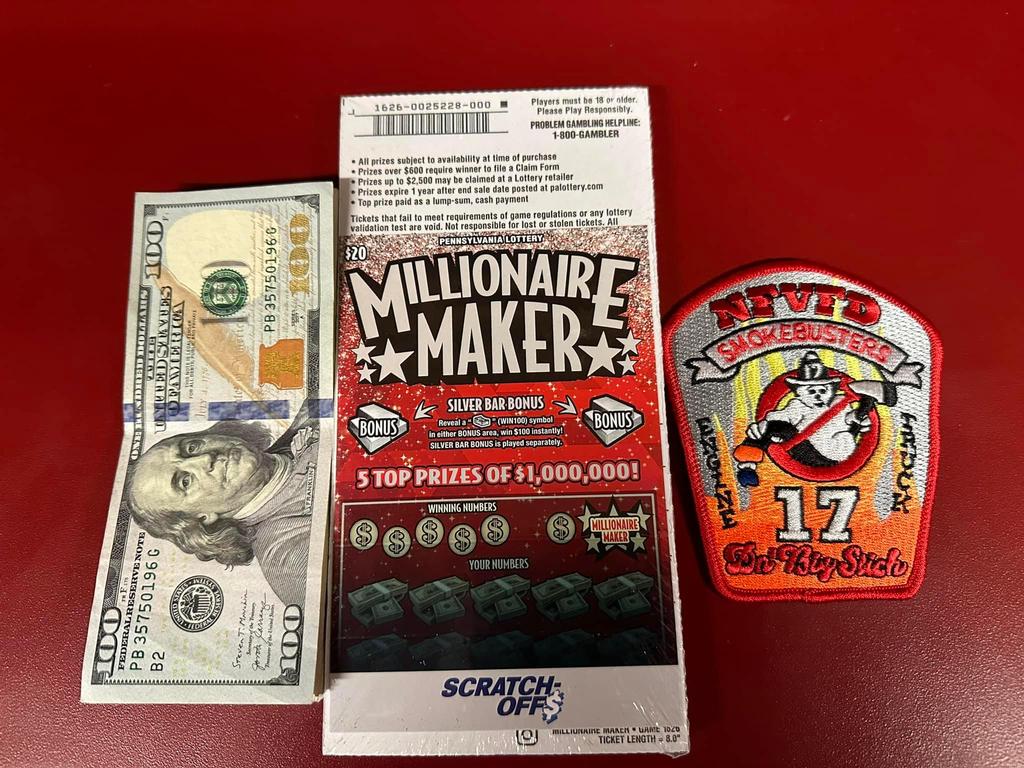 100
ONE HUNDRED DOLLARS
THE
UNITED STATES
OF AMERICA
100
PB 35750196 G
FRANKLIN
100
FEDERAL RESERVE NOTE
PB 35750196 G
B2
100
1626-0025228-000
Players must be 18 or older.
Please Play Responsibly.
PROBLEM GAMBLING HELPLINE:
1-800-GAMBLER
• All prizes subject to availability at time of purchase
• Prizes over $600 require winner to file a Claim Form
• Prizes up to $2,500 may be claimed at a Lottery retailer
• Prizes expire 1 year after end sale date posted at palottery.com
• Top prize paid as a lump-sum, cash payment
Tickets that fail to meet requirements of game regulations or any lottery
validation test are void. Not responsible for lost or stolen tickets. All
PENNSYLVANIA LOTTERY
$20
MILLIONAIRE
MAKER
SILVER BAR BONUS
BONUS
BONUS
Reveal a "(WIN100) symbol
in either BONUS area, win $100 instantly!
SILVER BAR BONUS is played separately.
5 TOP PRIZES OF $1,000,000!
WINNING NUMBERS
$ $ $ $ $ $
MILLIONAIRE
MAKER
YOUR NUMBERS
SCRATCH-
OFF$
MILLIONAIRE MAKER • GAME 1626
TICKET LENGTH = 8.0"
NFVFD
SMOKEBUSTERS
17
17
Da' Big Stick